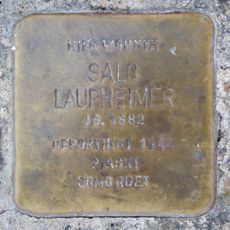 HIER WOHNTE
SALO
LAUPHEIMER
JG. 1882
DEPORTIERT 1942
PIASKI
ERMORDET